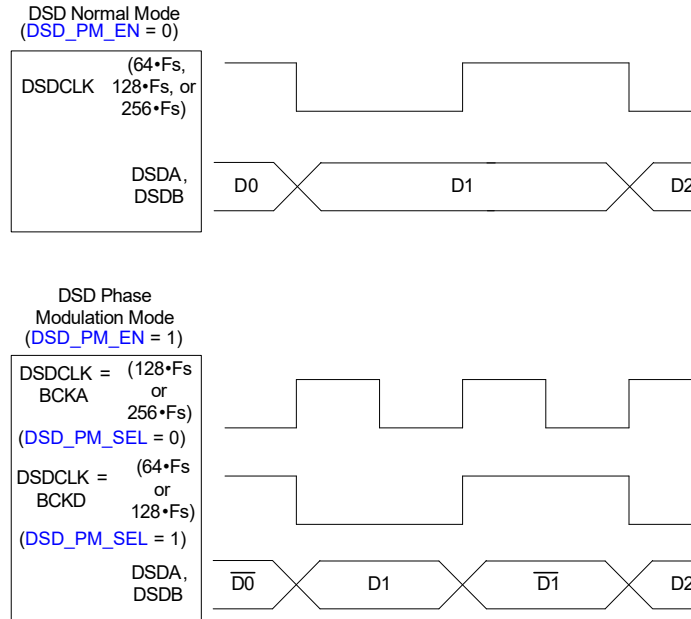 DSD Normal Mode
(DSD_PM_EN = 0)
DSDCLK
(64•Fs,
128•Fs, or
256•Fs)
DSDA,
DSDB
D0
D1
D2
DSD Phase
Modulation Mode
(DSD_PM_EN = 1)
DSDCLK =
BCKA
(128•Fs
or
256•Fs)
(DSD_PM_SEL = 0)
DSDCLK =
BCKD
(64•Fs
or
128•Fs)
(DSD_PM_SEL = 1)
DSDA,
DSDB
D̅0̅
D1
D̅1̅
D2